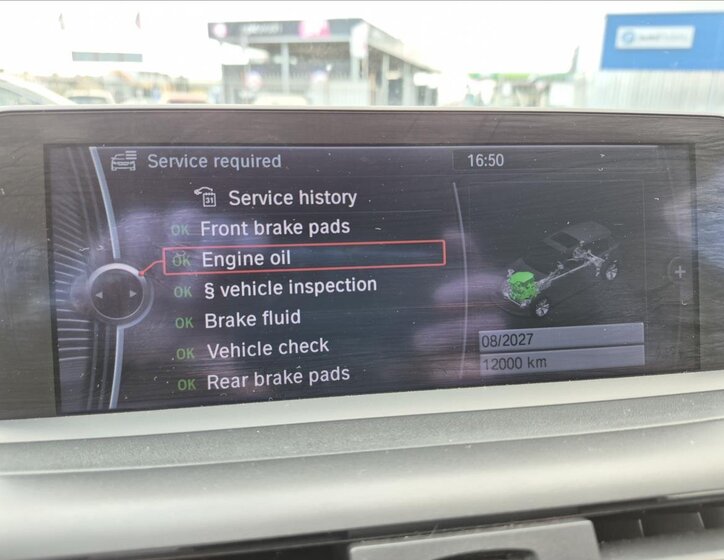 Service required
16:50
31
Service history
OK Front brake pads
OK Engine oil
OK § vehicle inspection
OK Brake fluid
OK Vehicle check
OK Rear brake pads
08/2027
12000 km